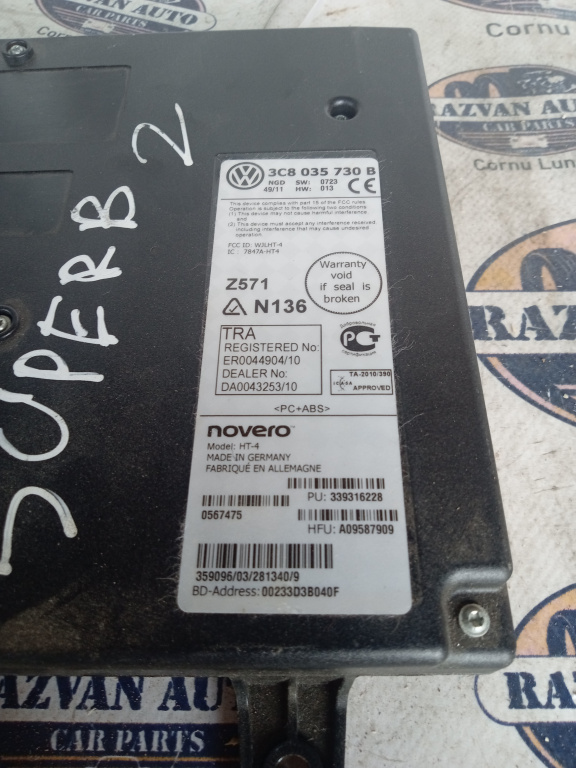 RAZVAN AUTO
CAR PARTS
Cornu
RAZVAN AUTO
CAR PARTS
Cornu Lun
SUPERB 2
3C8 035 730 B
NGD SW: 0723
49/11 HW: 013
CE
This device complies with part 15 of the FCC rules
Operation is subject to the following two conditions
(1) This device may not cause harmful interference,
and
(2) This device must accept any interference received
including interference that may cause undesired
operation.
FCC ID: WJLHT-4
IC : 7847A-HT4
Z571
N136
Warranty
void
if seal is
broken
TRA
REGISTERED No:
ER0044904/10
DEALER No:
DA0043253/10
TA-2010/390
ICASA
APPROVED
>PC+ABS<
novero
Model: HT-4
MADE IN GERMANY
FABRIQUÉ EN ALLEMAGNE
PU: 339316228
0567475
HFU: A09587909
359096/03/281340/9
BD-Address: 00233D3B040F
RAZVAN AUTO
CAR PARTS